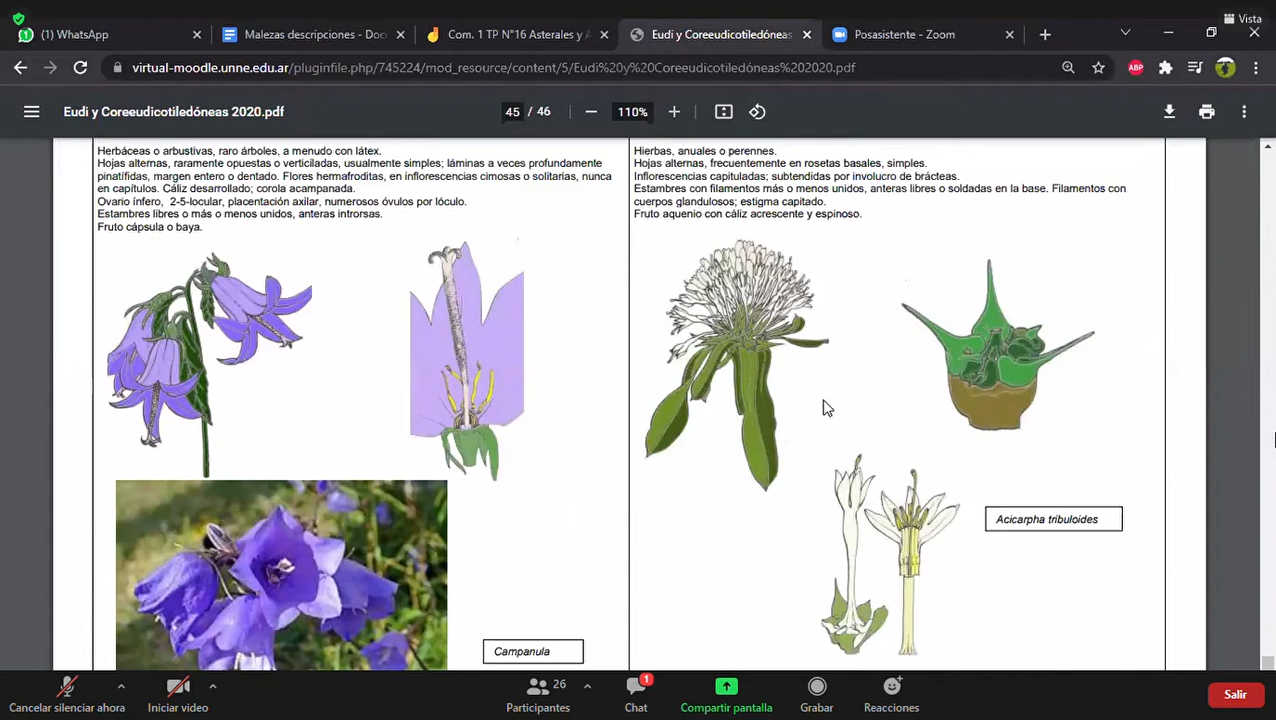 Vista
(1) WhatsApp
Malezas descripciones - Doc
Com. 1 TP N°10 Asterales y A
Eudi y Coreeudicotiledóneas
Posasistente - Zoom
virtual-moodle.unne.edu.ar/pluginfile.php/745224/mod_resource/content/5/Eudi%20y%20Coreeudicotiledóneas%202020.pdf
ABP
Eudi y Coreeudicotiledóneas 2020.pdf
45 / 46
110%
Herbáceas o arbustivas, raro árboles, a menudo con látex.
Hojas alternas, raramente opuestas o verticiladas, usualmente simples; láminas a veces profundamente
pinatífidas, margen entero o dentado. Flores hermafroditas, en inflorescencias cimosas o solitarias, nunca
en capítulos. Cáliz desarrollado; corola acampanada.
Ovario ínfero, 2-5-locular, placentación axilar, numerosos óvulos por lóculo.
Estambres libres o más o menos unidos, anteras introrsas.
Fruto cápsula o baya.
Campanula
Hierbas, anuales o perennes.
Hojas alternas, frecuentemente en rosetas basales, simples.
Inflorescencias capituladas; subtendidas por involucro de brácteas.
Estambres con filamentos más o menos unidos, anteras libres o soldadas en la base. Filamentos con
cuerpos glandulosos; estigma capitado.
Fruto aquenio con cáliz acrescente y espinoso.
Acicarpha tribuloides
26
1
Cancelar silenciar ahora
Iniciar video
Participantes
Chat
Compartir pantalla
Grabar
Reacciones
Salir